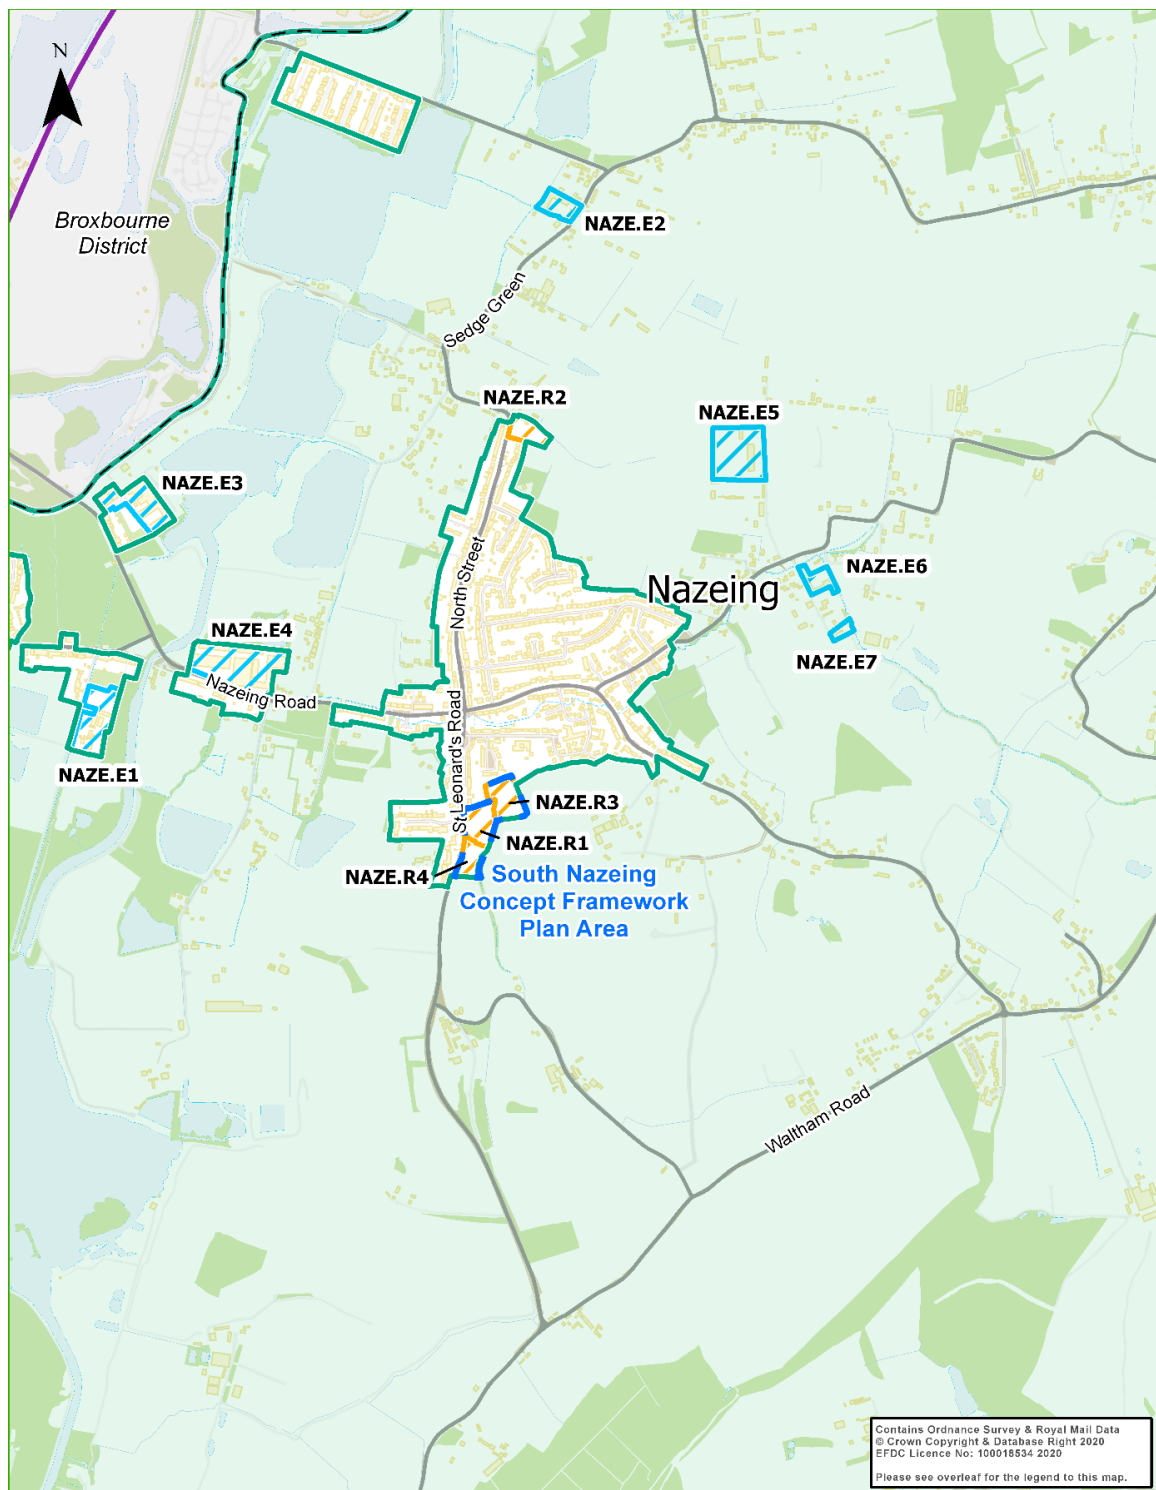 N
Broxbourne
District
NAZE.E2
Sedge Green
NAZE.R2
NAZE.E5
NAZE.E3
North Street
NAZE.E6
Nazeing
NAZE.E4
NAZE.E7
Nazeing Road
St Leonard's Road
NAZE.E1
NAZE.R3
NAZE.R1
NAZE.R4
South Nazeing
Concept Framework
Plan Area
Waltham Road
Contains Ordnance Survey & Royal Mail Data
© Crown Copyright & Database Right 2020
EFDC Licence No: 100018534 2020
Please see overleaf for the legend to this map.